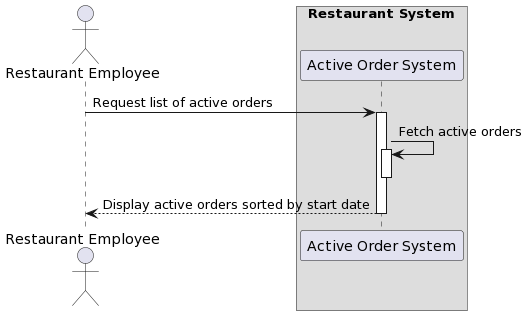 Restaurant System
Restaurant Employee
Active Order System
Request list of active orders
Fetch active orders
Display active orders sorted by start date
Restaurant Employee
Active Order System